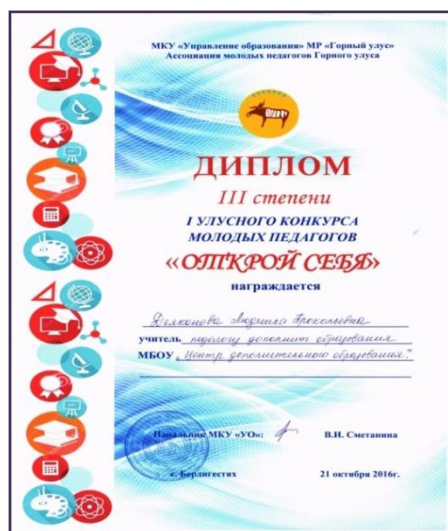 МКУ «Управление образования» МР «Горный улус»
Ассоциация молодых педагогов Горного улуса
ДИПЛОМ
III степени
I УЛУСНОГО КОНКУРСА
МОЛОДЫХ ПЕДАГОГОВ
«ОТКРОЙ СЕБЯ»
награждается
Дьяконова Людмила Прокопьевна
учитель педагог дополнит образования
МБОУ „Центр дополнительного образования"
Начальник МКУ «УО»: В.И. Сметанина
с. Бердигестях 21 октября 2016г.